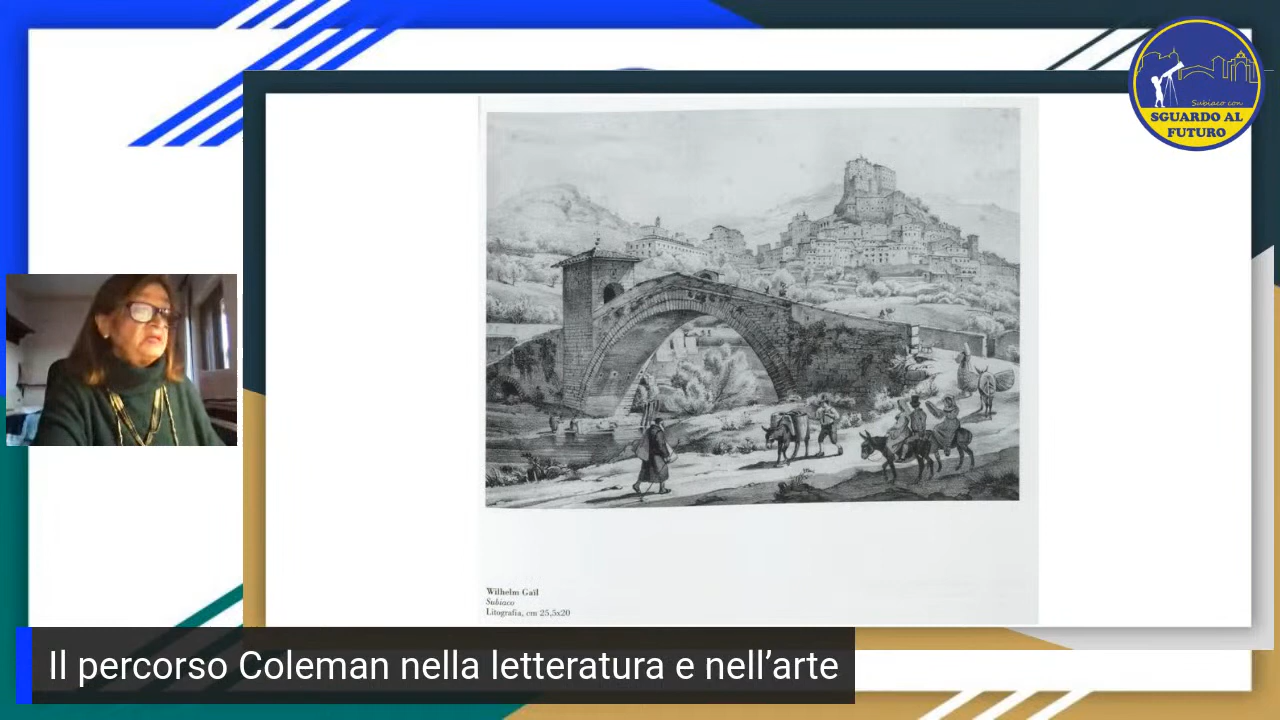 Subiaco con
SGUARDO AL
FUTURO
Wilhelm Gail
Subiaco
Litografia, cm 25,5x20
Il percorso Coleman nella letteratura e nell’arte